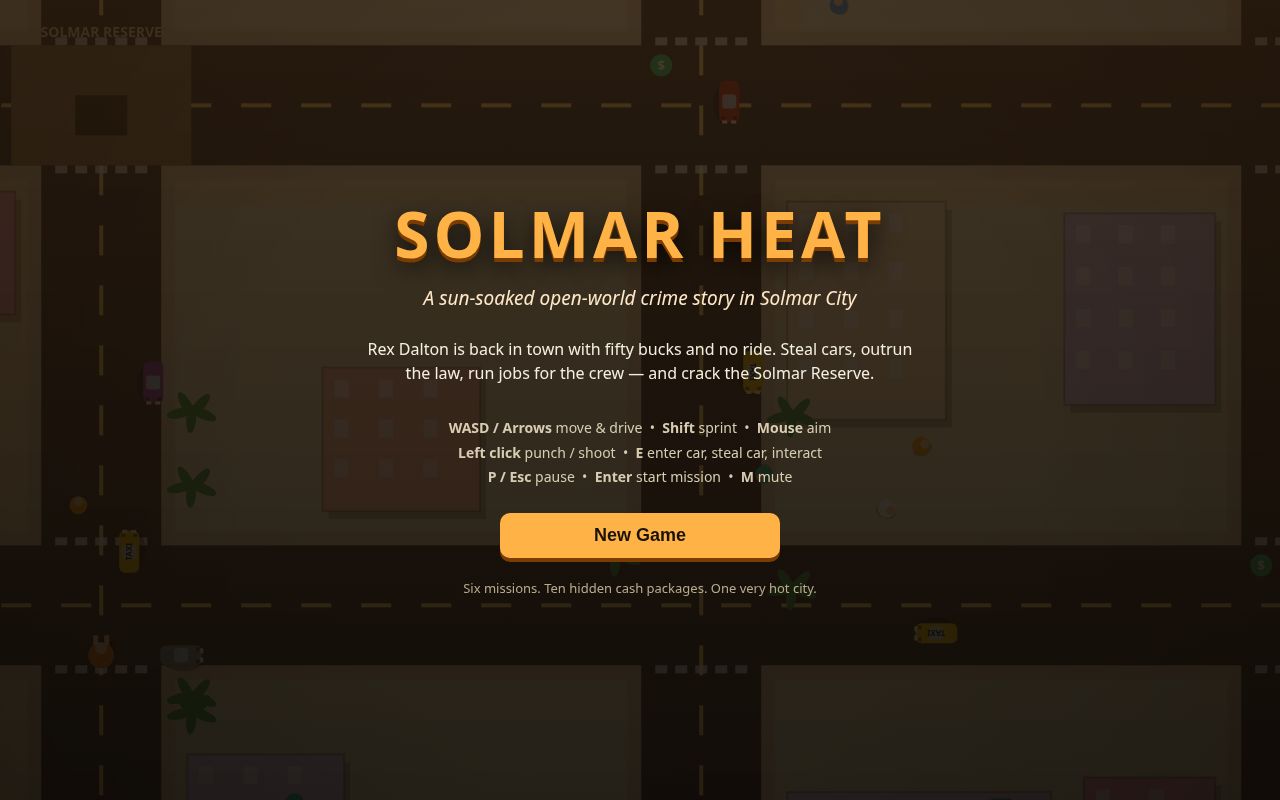 SOLMAR RESERVE
$
SOLMAR HEAT
A sun-soaked open-world crime story in Solmar City
Rex Dalton is back in town with fifty bucks and no ride. Steal cars, outrun
the law, run jobs for the crew — and crack the Solmar Reserve.
WASD / Arrows move & drive • Shift sprint • Mouse aim
Left click punch / shoot • E enter car, steal car, interact
P / Esc pause • Enter start mission • M mute
New Game
TAXI
$
Six missions. Ten hidden cash packages. One very hot city.
TAXI